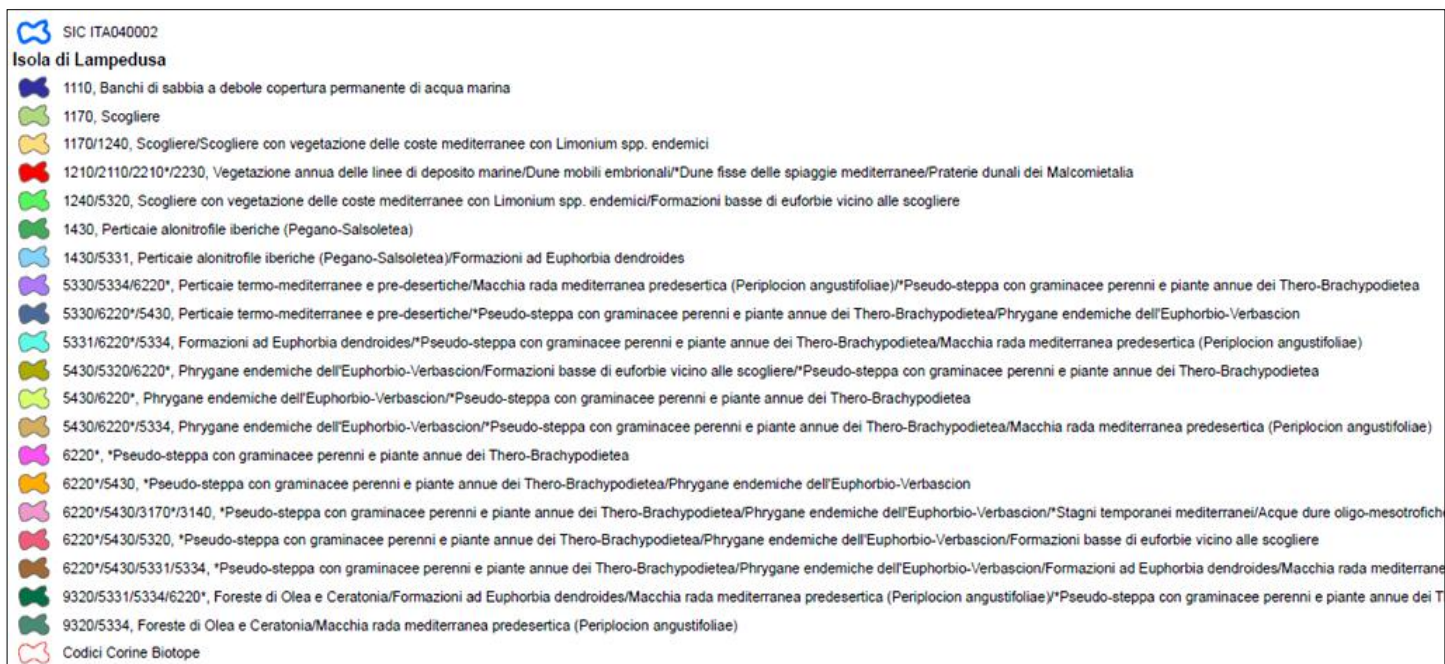 SIC ITA040002
Isola di Lampedusa
1110, Banchi di sabbia a debole copertura permanente di acqua marina
1170, Scogliere
1170/1240, Scogliere/Scogliere con vegetazione delle coste mediterranee con Limonium spp. endemici
1210/2110/2210*/2230, Vegetazione annua delle linee di deposito marine/Dune mobili embrionali/*Dune fisse delle spiaggie mediterranee/Praterie dunali dei Malcomietalia
1240/5320, Scogliere con vegetazione delle coste mediterranee con Limonium spp. endemici/Formazioni basse di euforbie vicino alle scogliere
1430, Perticaie alonitrofile iberiche (Pegano-Salsoletea)
1430/5331, Perticaie alonitrofile iberiche (Pegano-Salsoletea)/Formazioni ad Euphorbia dendroides
5330/5334/6220*, Perticaie termo-mediterranee e pre-desertiche/Macchia rada mediterranea predesertica (Periplocion angustifoliae)/*Pseudo-steppa con graminacee perenni e piante annue dei Thero-Brachypodietea
5330/6220*/5430, Perticaie termo-mediterranee e pre-desertiche/*Pseudo-steppa con graminacee perenni e piante annue dei Thero-Brachypodietea/Phrygane endemiche dell'Euphorbio-Verbascion
5331/6220*/5334, Formazioni ad Euphorbia dendroides/*Pseudo-steppa con graminacee perenni e piante annue dei Thero-Brachypodietea/Macchia rada mediterranea predesertica (Periplocion angustifoliae)
5430/5320/6220*, Phrygane endemiche dell'Euphorbio-Verbascion/Formazioni basse di euforbie vicino alle scogliere/*Pseudo-steppa con graminacee perenni e piante annue dei Thero-Brachypodietea
5430/6220*, Phrygane endemiche dell'Euphorbio-Verbascion/*Pseudo-steppa con graminacee perenni e piante annue dei Thero-Brachypodietea
5430/6220*/5334, Phrygane endemiche dell'Euphorbio-Verbascion/*Pseudo-steppa con graminacee perenni e piante annue dei Thero-Brachypodietea/Macchia rada mediterranea predesertica (Periplocion angustifoliae)
6220*, *Pseudo-steppa con graminacee perenni e piante annue dei Thero-Brachypodietea
6220*/5430, *Pseudo-steppa con graminacee perenni e piante annue dei Thero-Brachypodietea/Phrygane endemiche dell'Euphorbio-Verbascion
6220*/5430/3170*/3140, *Pseudo-steppa con graminacee perenni e piante annue dei Thero-Brachypodietea/Phrygane endemiche dell'Euphorbio-Verbascion/*Stagni temporanei mediterranei/Acque dure oligo-mesotrofiche
6220*/5430/5320, *Pseudo-steppa con graminacee perenni e piante annue dei Thero-Brachypodietea/Phrygane endemiche dell'Euphorbio-Verbascion/Formazioni basse di euforbie vicino alle scogliere
6220*/5430/5331/5334, *Pseudo-steppa con graminacee perenni e piante annue dei Thero-Brachypodietea/Phrygane endemiche dell'Euphorbio-Verbascion/Formazioni ad Euphorbia dendroides/Macchia rada mediterrane
9320/5331/5334/6220*, Foreste di Olea e Ceratonia/Formazioni ad Euphorbia dendroides/Macchia rada mediterranea predesertica (Periplocion angustifoliae)/*Pseudo-steppa con graminacee perenni e piante annue dei T
9320/5334, Foreste di Olea e Ceratonia/Macchia rada mediterranea predesertica (Periplocion angustifoliae)
Codici Corine Biotope